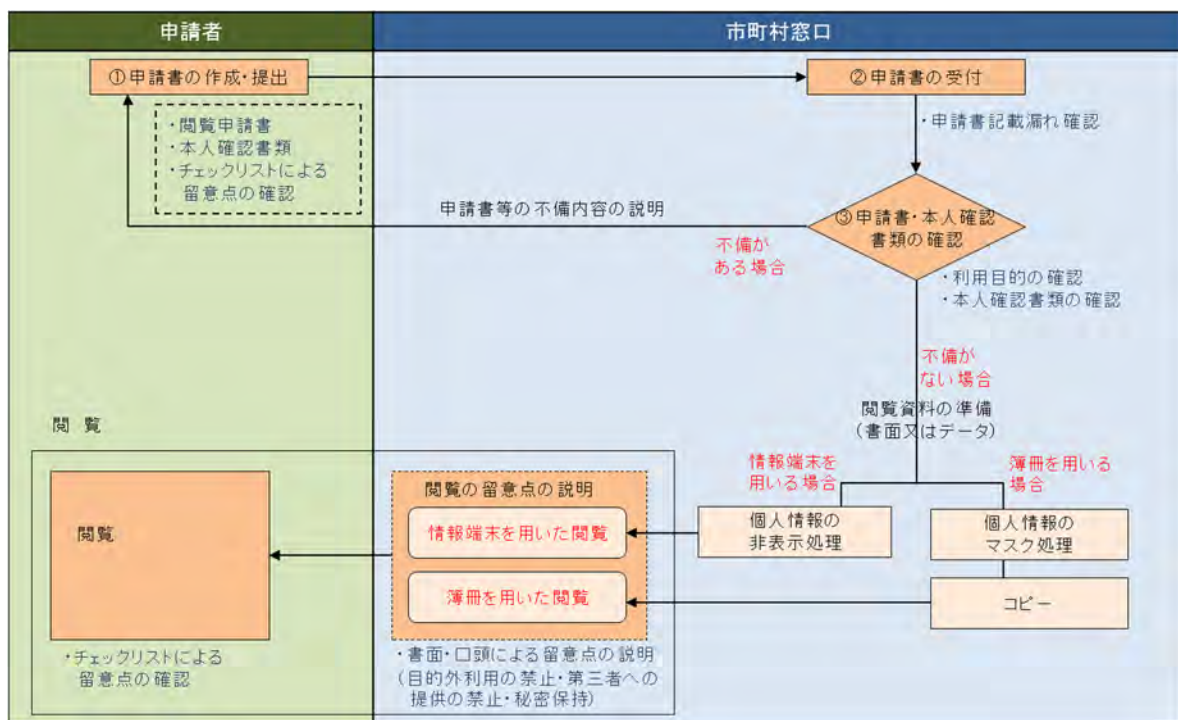 申請者
市町村窓口
①申請書の作成・提出
②申請書の受付
・閲覧申請書
・本人確認書類
・チェックリストによる
留意点の確認
・申請書記載漏れ確認
申請書等の不備内容の説明
③申請書・本人確認
書類の確認
不備が
ある場合
・利用目的の確認
・本人確認書類の確認
不備が
ない場合
閲覧資料の準備
(書面又はデータ)
閲 覧
情報端末を
用いる場合
簿冊を用いる
場合
閲覧
閲覧の留意点の説明
情報端末を用いた閲覧
簿冊を用いた閲覧
個人情報の
非表示処理
個人情報の
マスク処理
コピー
・チェックリストによる
留意点の確認
・書面・口頭による留意点の説明
(目的外利用の禁止・第三者への
提供の禁止・秘密保持)